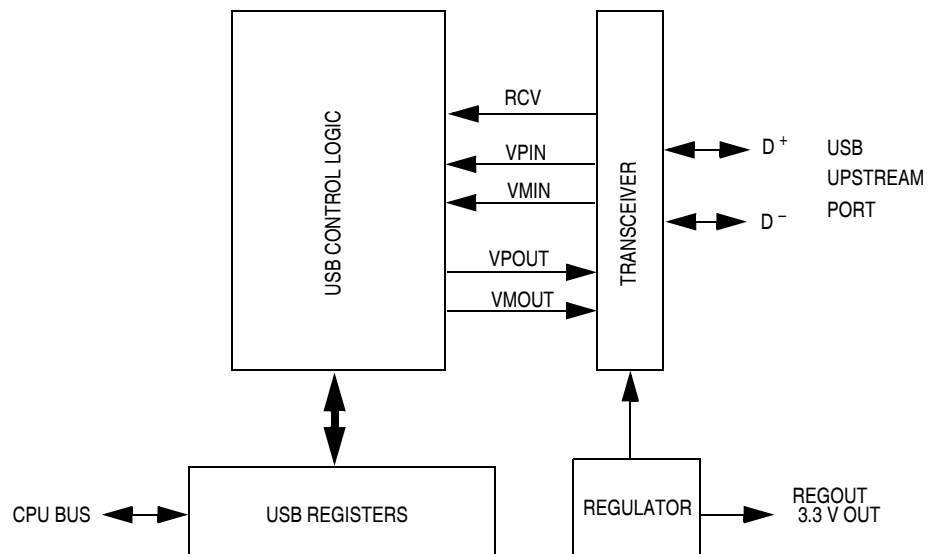 RCV
VPIN
VMIN
VPOUT
VMOUT
USB CONTROL LOGIC
TRANSCEIVER
D +
D –
USB
UPSTREAM
PORT
CPU BUS
USB REGISTERS
REGULATOR
REGOUT
3.3 V OUT